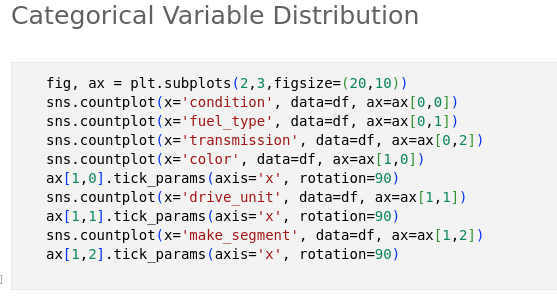 Categorical Variable Distribution
fig, ax = plt.subplots(2,3,figsize=(20,10))
sns.countplot(x='condition', data=df, ax=ax[0,0])
sns.countplot(x='fuel_type', data=df, ax=ax[0,1])
sns.countplot(x='transmission', data=df, ax=ax[0,2])
sns.countplot(x='color', data=df, ax=ax[1,0])
ax[1,0].tick_params(axis='x', rotation=90)
sns.countplot(x='drive_unit', data=df, ax=ax[1,1])
ax[1,1].tick_params(axis='x', rotation=90)
sns.countplot(x='make_segment', data=df, ax=ax[1,2])
ax[1,2].tick_params(axis='x', rotation=90)
]